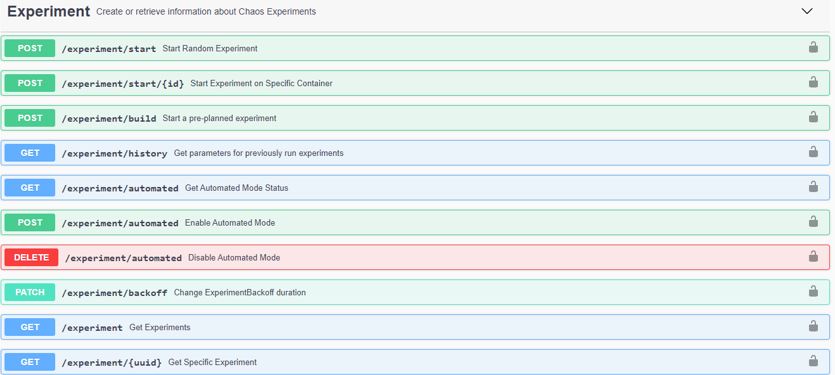 Experiment Create or retrieve information about Chaos Experiments
POST /experiment/start Start Random Experiment
POST /experiment/start/{id} Start Experiment on Specific Container
POST /experiment/build Start a pre-planned experiment
GET /experiment/history Get parameters for previously run experiments
GET /experiment/automated Get Automated Mode Status
POST /experiment/automated Enable Automated Mode
DELETE /experiment/automated Disable Automated Mode
PATCH /experiment/backoff Change ExperimentBackoff duration
GET /experiment Get Experiments
GET /experiment/{uuid} Get Specific Experiment